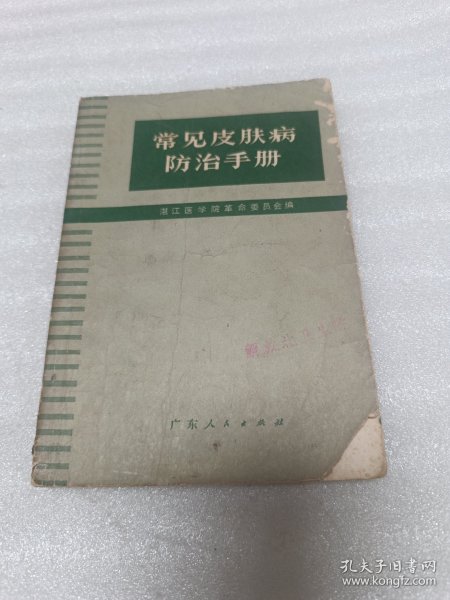 常见皮肤病
防治手册
湛江医学院革命委员会编
广东人民出版社
孔夫子旧书网
www.kongfz.com